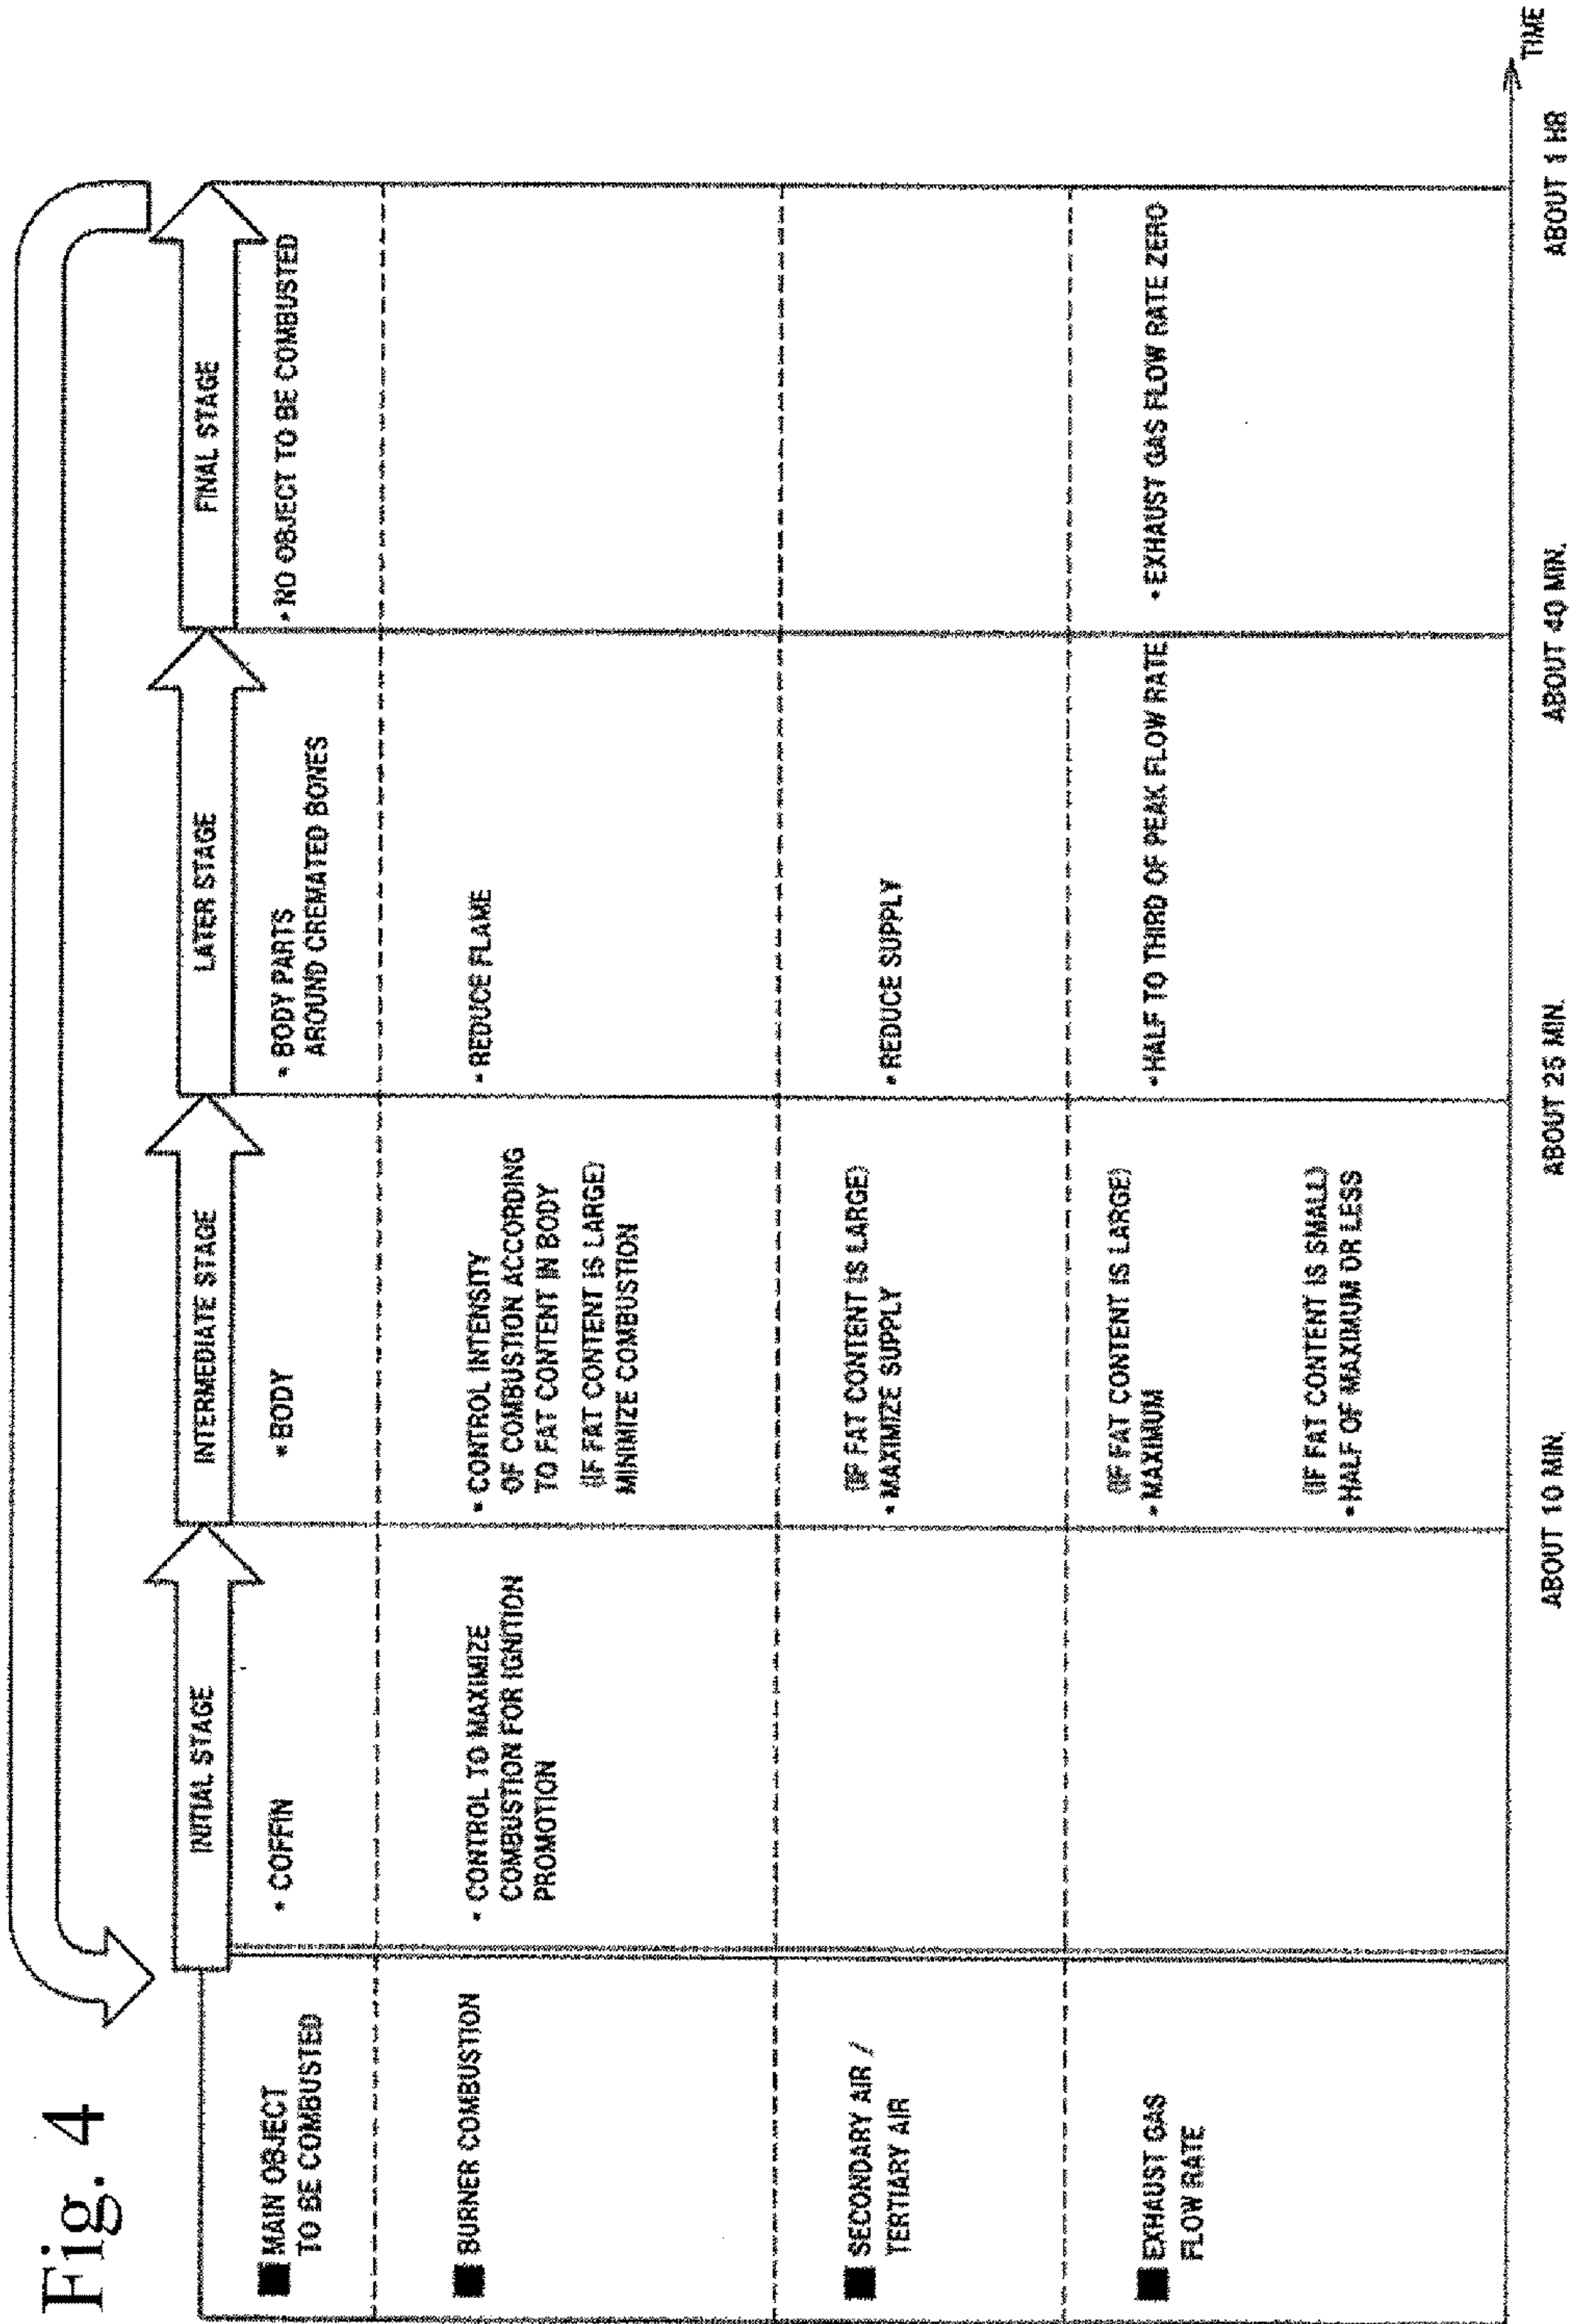 Fig. 4
INITIAL STAGE
INTERMEDIATE STAGE
LATER STAGE
FINAL STAGE
■ MAIN OBJECT
TO BE COMBUSTED
• COFFIN
• BODY
• BODY PARTS
AROUND CREMATED BONES
• NO OBJECT TO BE COMBUSTED
■ BURNER COMBUSTION
• CONTROL TO MAXIMIZE
COMBUSTION FOR IGNITION
PROMOTION
• CONTROL INTENSITY
OF COMBUSTION ACCORDING
TO FAT CONTENT IN BODY
(IF FAT CONTENT IS LARGE)
MINIMIZE COMBUSTION
• REDUCE FLAME
■ SECONDARY AIR /
TERTIARY AIR
(IF FAT CONTENT IS LARGE)
• MAXIMIZE SUPPLY
• REDUCE SUPPLY
■ EXHAUST GAS
FLOW RATE
(IF FAT CONTENT IS LARGE)
• MAXIMUM
(IF FAT CONTENT IS SMALL)
• HALF OF MAXIMUM OR LESS
• HALF TO THIRD OF PEAK FLOW RATE
• EXHAUST GAS FLOW RATE ZERO
ABOUT 10 MIN.
ABOUT 25 MIN.
ABOUT 40 MIN.
ABOUT 1 HR
TIME